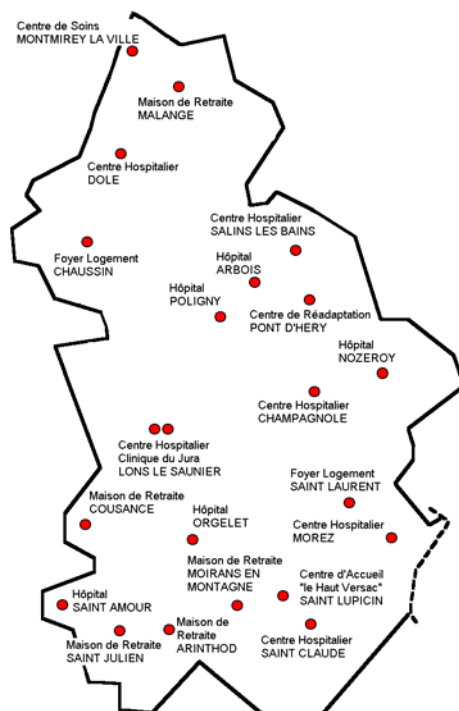 Centre de Soins
MONTMIREY LA VILLE
Maison de Retraite
MALANGE
Centre Hospitalier
DOLE
Centre Hospitalier
SALINS LES BAINS
Foyer Logement
CHAUSSIN
Hôpital
ARBOIS
Hôpital
POLIGNY
Centre de Réadaptation
PONT D'HERY
Hôpital
NOZEROY
Centre Hospitalier
CHAMPAGNOLE
Centre Hospitalier
Clinique du Jura
LONS LE SAUNIER
Foyer Logement
SAINT LAURENT
Maison de Retraite
COUSANCE
Hôpital
ORGELET
Centre Hospitalier
MOREZ
Maison de Retraite
MOIRANS EN
MONTAGNE
Centre d'Accueil
"le Haut Versac"
SAINT LUPICIN
Hôpital
SAINT AMOUR
Maison de Retraite
SAINT JULIEN
Maison de
Retraite
ARINTHOD
Centre Hospitalier
SAINT CLAUDE